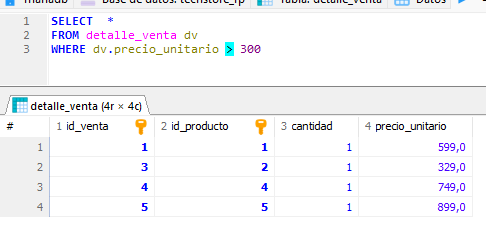 Base de datos: techstore_rp Tabla: detalle_venta Datos
1 SELECT *
2 FROM detalle_venta dv
3 WHERE dv.precio_unitario > 300
detalle_venta (4r × 4c)
# 1 id_venta 2 id_producto 3 cantidad 4 precio_unitario
1 1 1 1 599,0
2 3 2 1 329,0
3 4 4 1 749,0
4 5 5 1 899,0